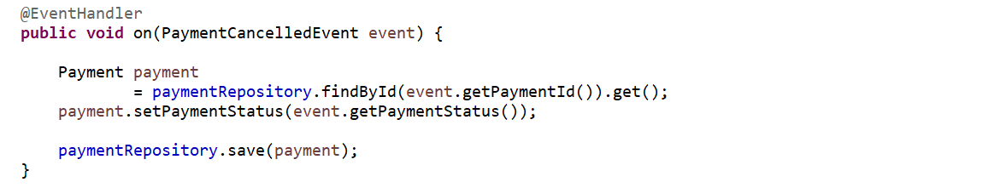 @EventHandler
public void on(PaymentCancelledEvent event) {
Payment payment
= paymentRepository.findById(event.getPaymentId()).get();
payment.setPaymentStatus(event.getPaymentStatus());
paymentRepository.save(payment);
}